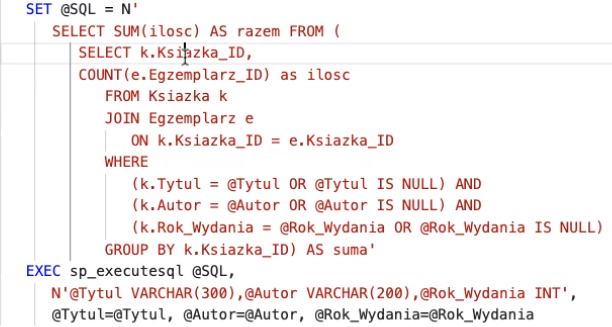 SET @SQL = N'
SELECT SUM(ilosc) AS razem FROM (
SELECT k.Ksiazka_ID,
COUNT(e.Egzemplarz_ID) as ilosc
FROM Ksiazka k
JOIN Egzemplarz e
ON k.Ksiazka_ID = e.Ksiazka_ID
WHERE
(k.Tytul = @Tytul OR @Tytul IS NULL) AND
(k.Autor = @Autor OR @Autor IS NULL) AND
(k.Rok_Wydania = @Rok_Wydania OR @Rok_Wydania IS NULL)
GROUP BY k.Ksiazka_ID) AS suma'
EXEC sp_executesql @SQL,
N'@Tytul VARCHAR(300),@Autor VARCHAR(200),@Rok_Wydania INT',
@Tytul=@Tytul, @Autor=@Autor, @Rok_Wydania=@Rok_Wydania